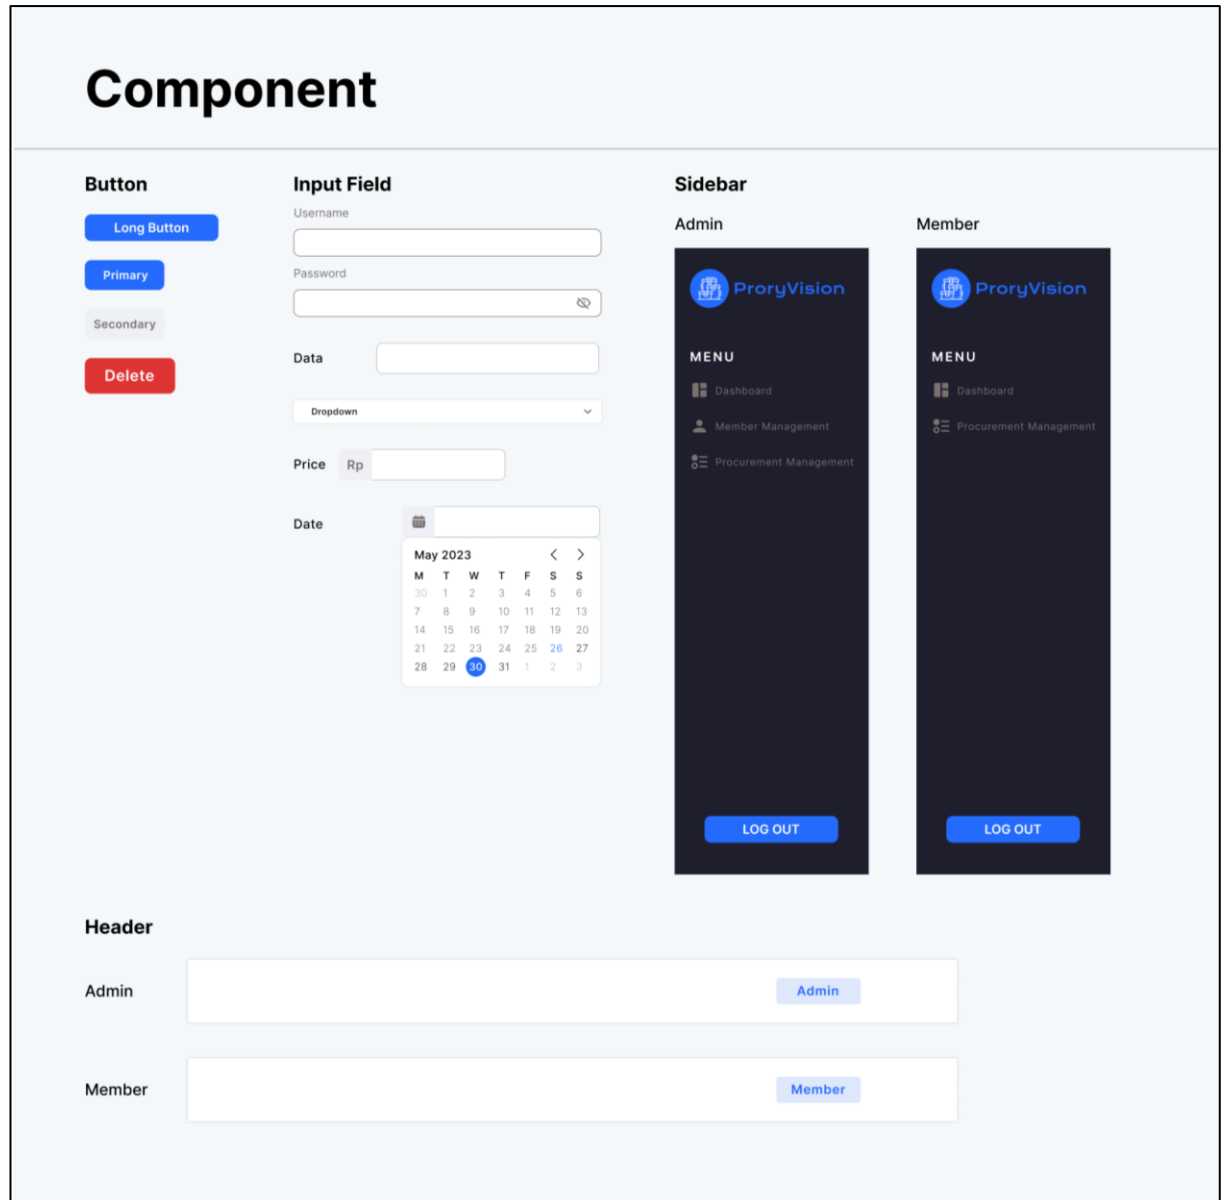 Component
Button
Long Button
Primary
Secondary
Delete
Input Field
Username
Password
Data
Dropdown
Price Rp
Date
May 2023
M T W T F S S
30 1 2 3 4 5 6
7 8 9 10 11 12 13
14 15 16 17 18 19 20
21 22 23 24 25 26 27
28 29 30 31 1 2 3
Sidebar
Admin
ProryVision
MENU
Dashboard
Member Management
Procurement Management
LOG OUT
Member
ProryVision
MENU
Dashboard
Procurement Management
LOG OUT
Header
Admin
Admin
Member
Member